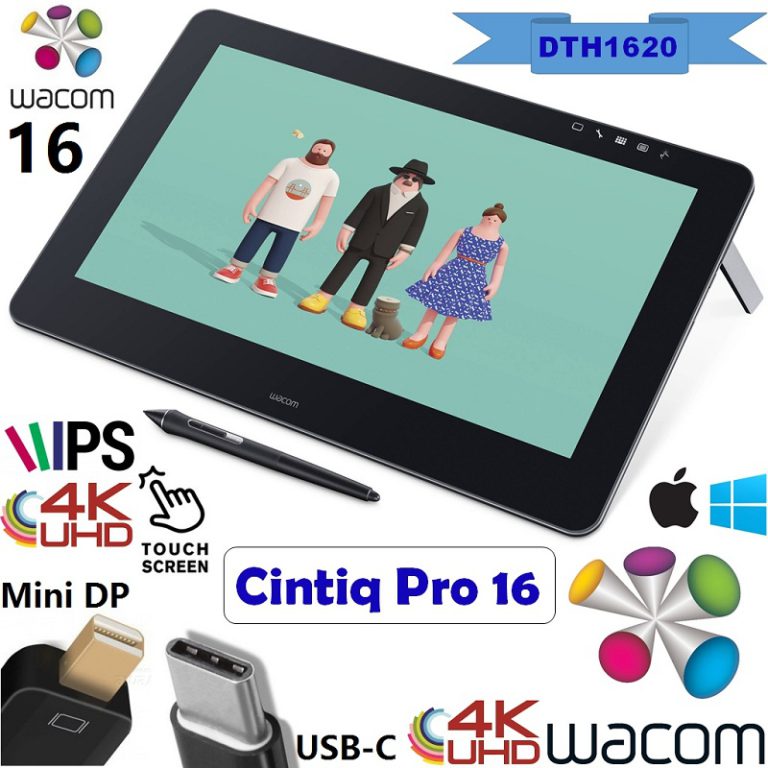 wacom
16
DTH1620
wacom
IPS
4K
UHD
TOUCH
SCREEN
Mini DP
Cintiq Pro 16
USB-C
4K
UHD
wacom